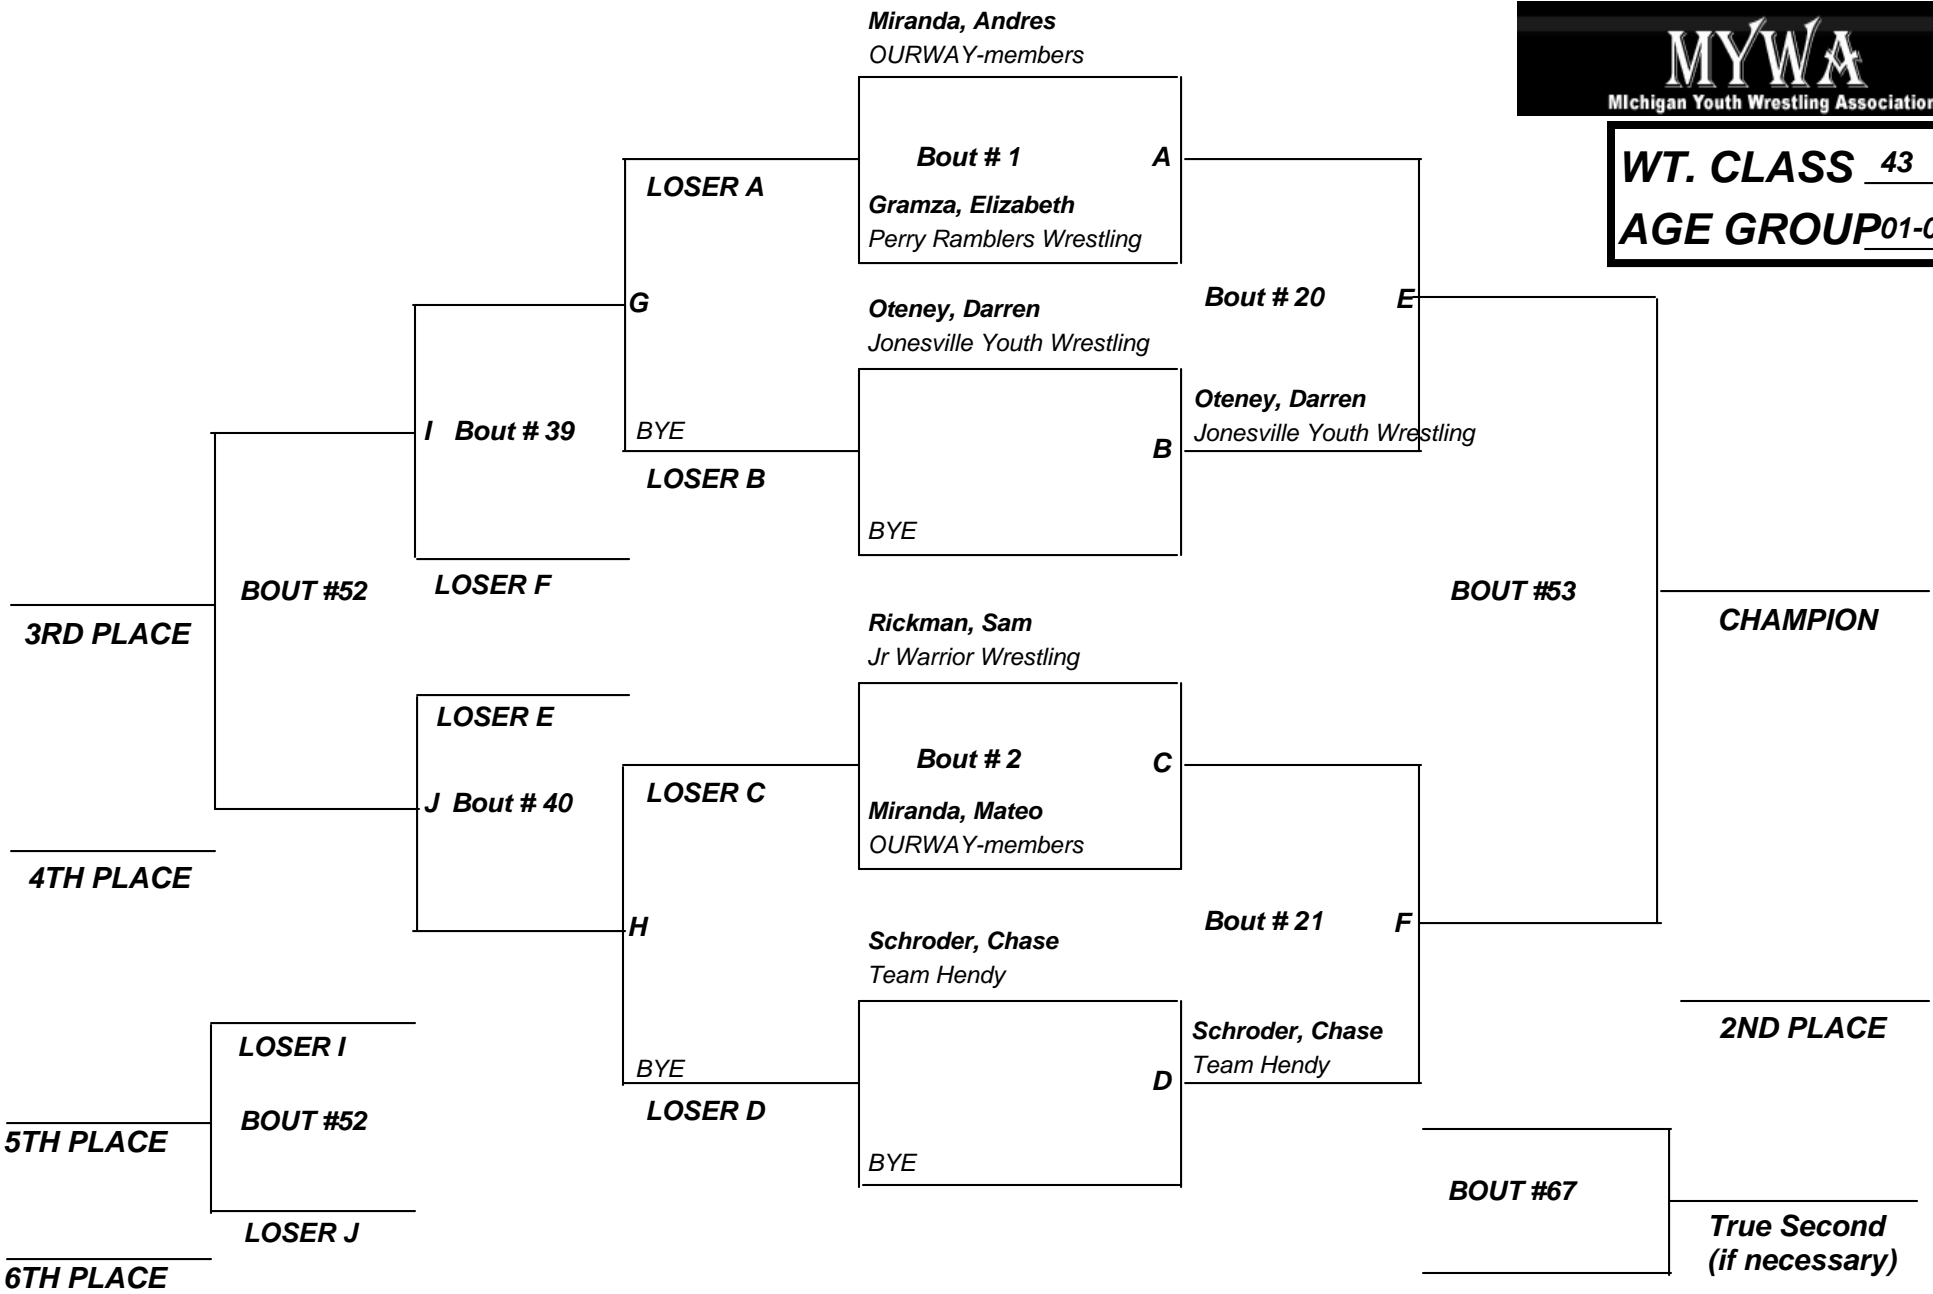 Miranda, Andres
OURWAY-members
MYWA
MIchigan Youth Wrestling Association
WT. CLASS 43
AGE GROUP 01-0
Bout # 1
A
LOSER A
Gramza, Elizabeth
Perry Ramblers Wrestling
G
Bout # 20
E
Oteney, Darren
Jonesville Youth Wrestling
Oteney, Darren
Jonesville Youth Wrestling
I
Bout # 39
BYE
B
LOSER B
BYE
BOUT #52
LOSER F
BOUT #53
3RD PLACE
Rickman, Sam
Jr Warrior Wrestling
CHAMPION
LOSER E
Bout # 2
C
J
Bout # 40
LOSER C
Miranda, Mateo
OURWAY-members
4TH PLACE
H
Bout # 21
F
Schroder, Chase
Team Hendy
LOSER I
Schroder, Chase
Team Hendy
2ND PLACE
BYE
D
BOUT #52
LOSER D
5TH PLACE
BYE
BOUT #67
LOSER J
True Second
(if necessary)
6TH PLACE